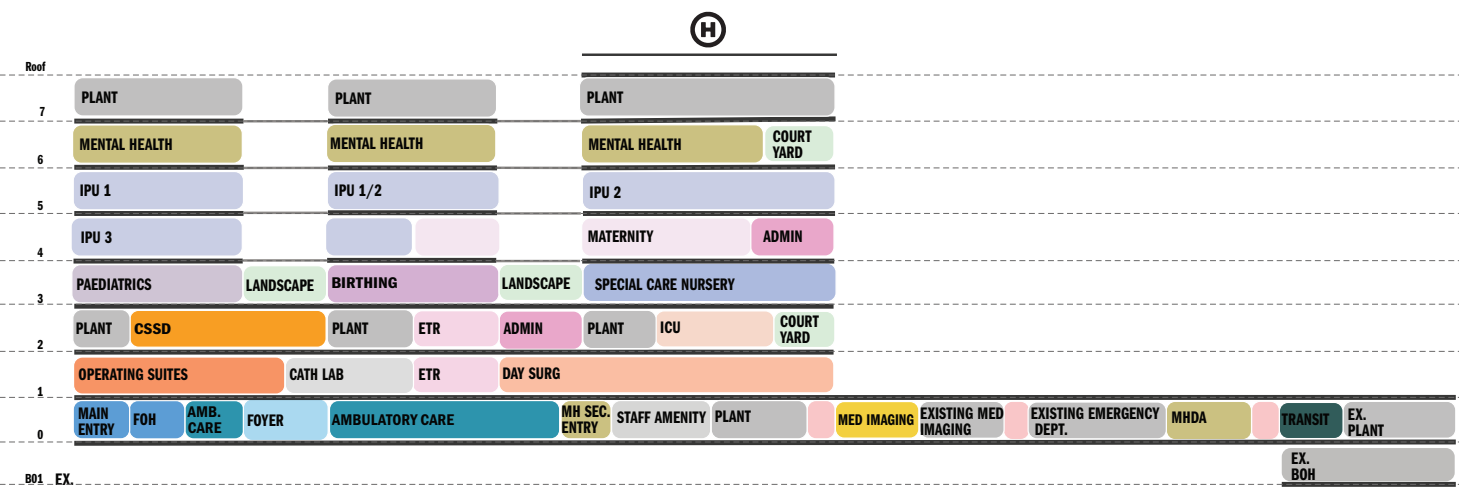 H
Roof
PLANT PLANT PLANT
7
MENTAL HEALTH MENTAL HEALTH MENTAL HEALTH COURT
YARD
6
IPU 1 IPU 1/2 IPU 2
5
IPU 3 MATERNITY ADMIN
4
PAEDIATRICS LANDSCAPE BIRTHING LANDSCAPE SPECIAL CARE NURSERY
3
PLANT CSSD PLANT ETR ADMIN PLANT ICU COURT
YARD
2
OPERATING SUITES CATH LAB ETR DAY SURG
1
MAIN
ENTRY
FOH
AMB.
CARE
FOYER
AMBULATORY CARE
MH SEC.
ENTRY
STAFF AMENITY
PLANT
MED IMAGING
EXISTING MED
IMAGING
EXISTING EMERGENCY
DEPT.
MHDA
TRANSIT
EX.
PLANT
0
EX.
BOH
B01 EX.